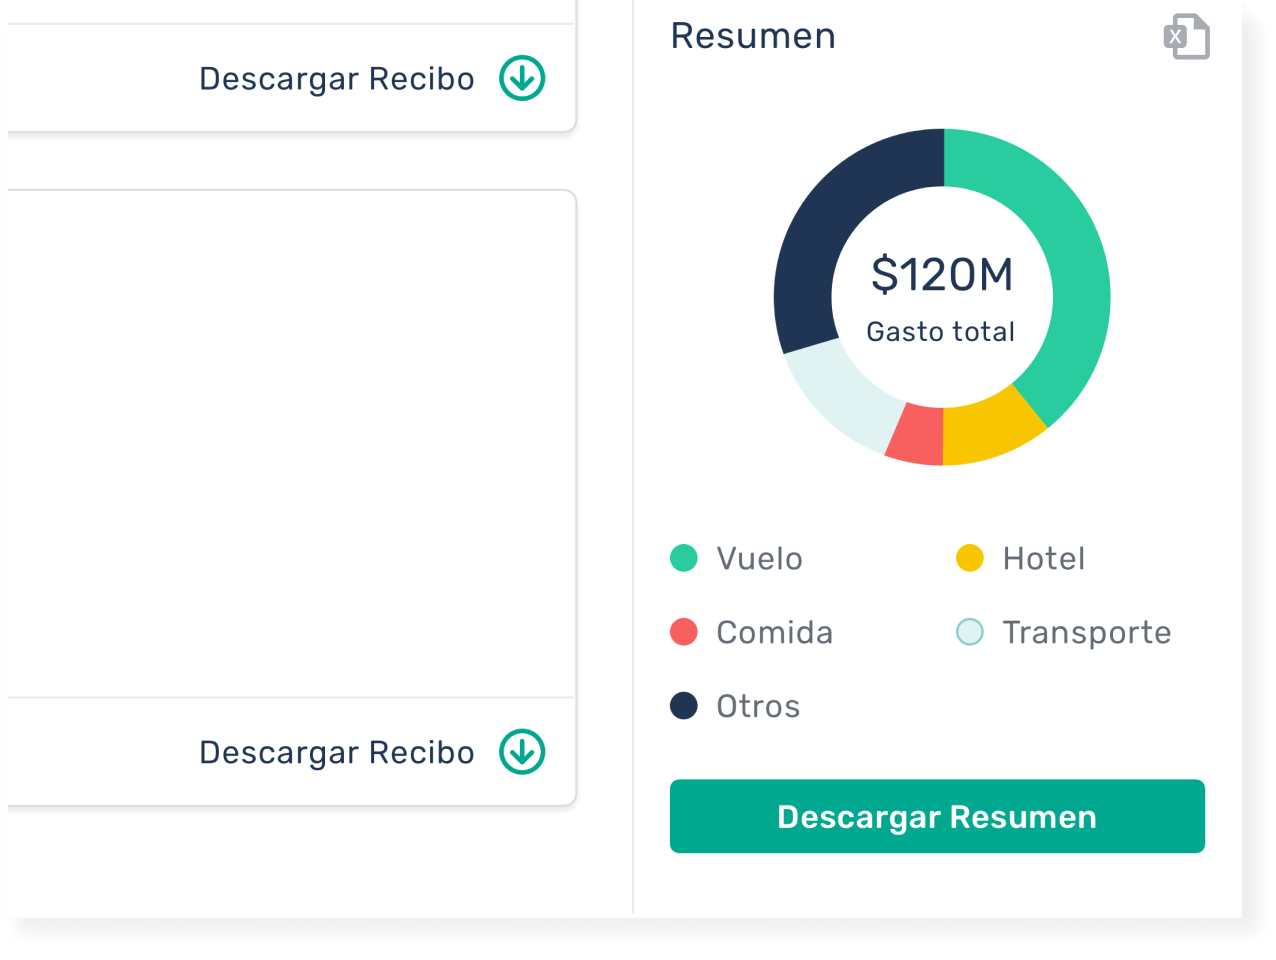 Descargar Recibo
Descargar Recibo
Resumen
X
$120M
Gasto total
Vuelo
Hotel
Comida
Transporte
Otros
Descargar Resumen